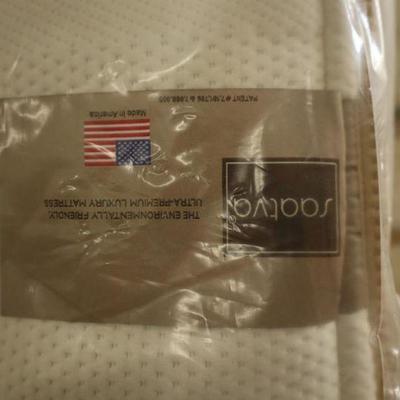 saatva
THE ENVIRONMENTALLY FRIENDLY,
ULTRA-PREMIUM LUXURY MATTRESS
Made in America
PATENT #